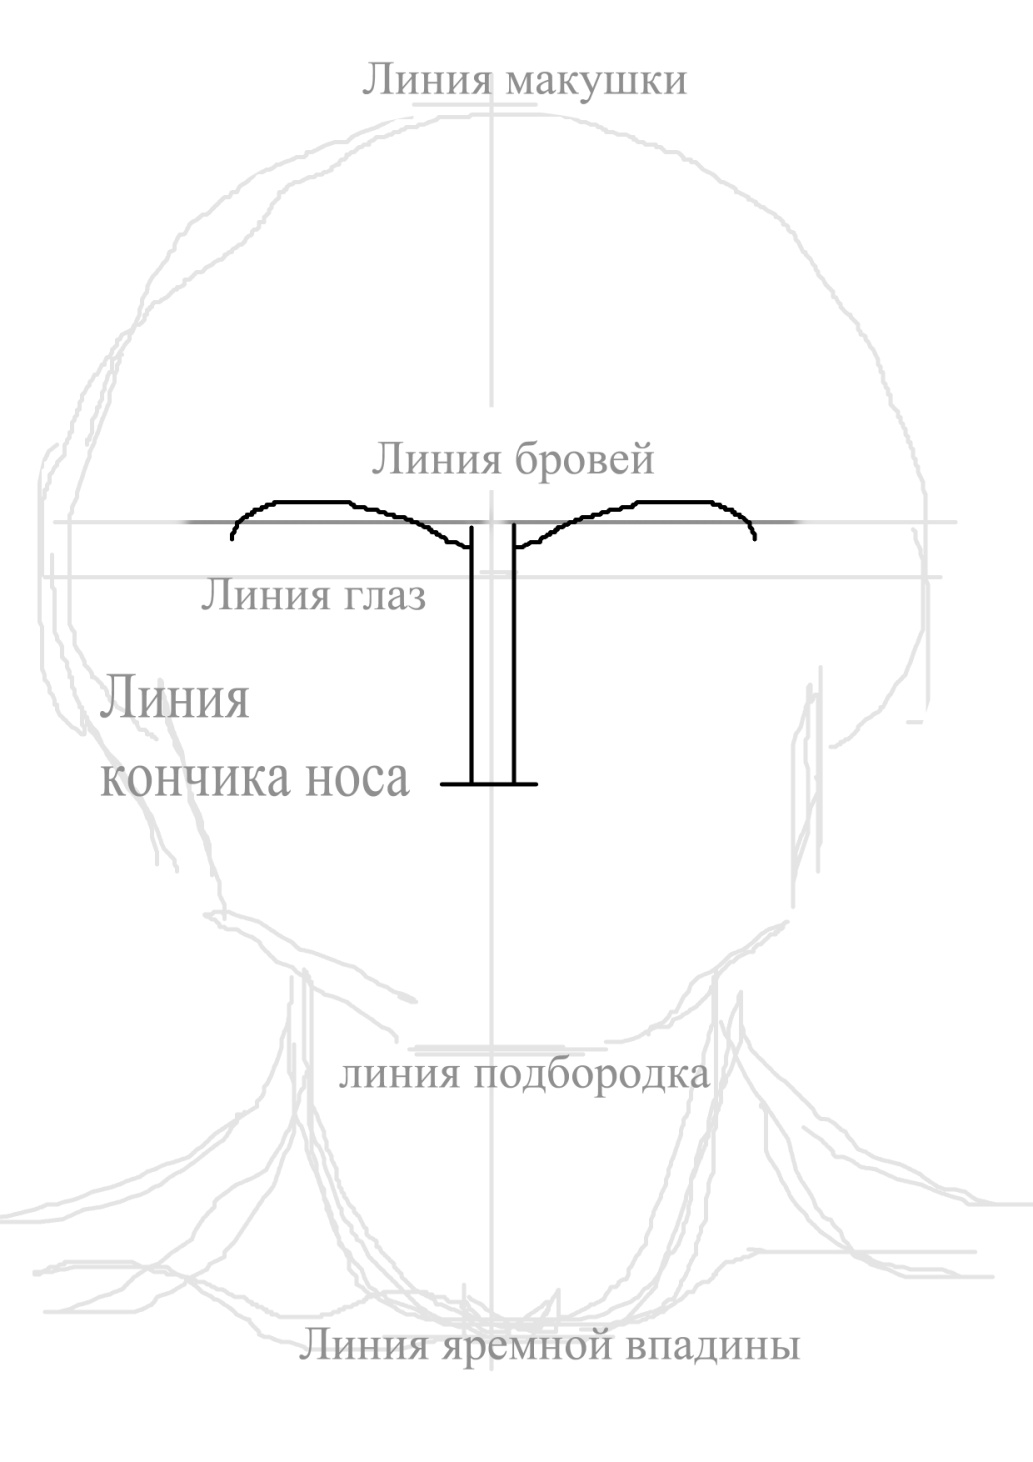 Линия макушки
Линия бровей
Линия глаз
Линия
кончика носа
линия подбородка
Линия яремной впадины